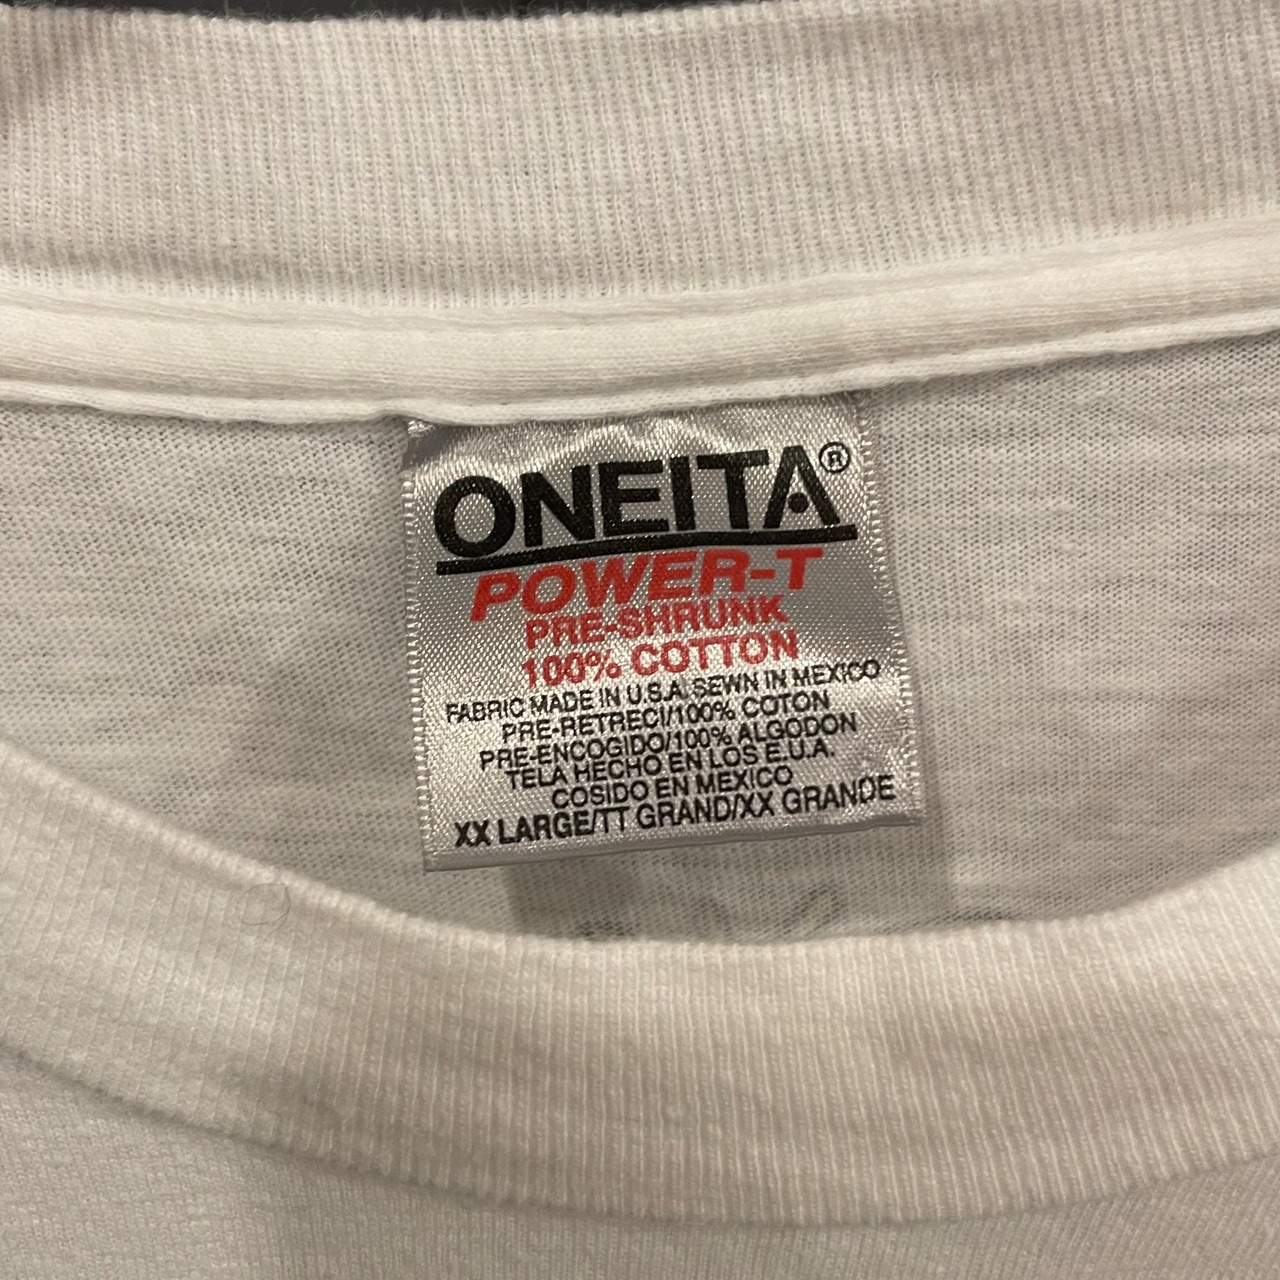 ONEITA®
POWER-T
PRE-SHRUNK
100% COTTON
FABRIC MADE IN U.S.A. SEWN IN MEXICO
PRE-RETRECI/100% COTON
PRE-ENCOGIDO/100% ALGODON
TELA HECHO EN LOS E.U.A.
COSIDO EN MEXICO
XX LARGE/TT GRAND/XX GRANDE